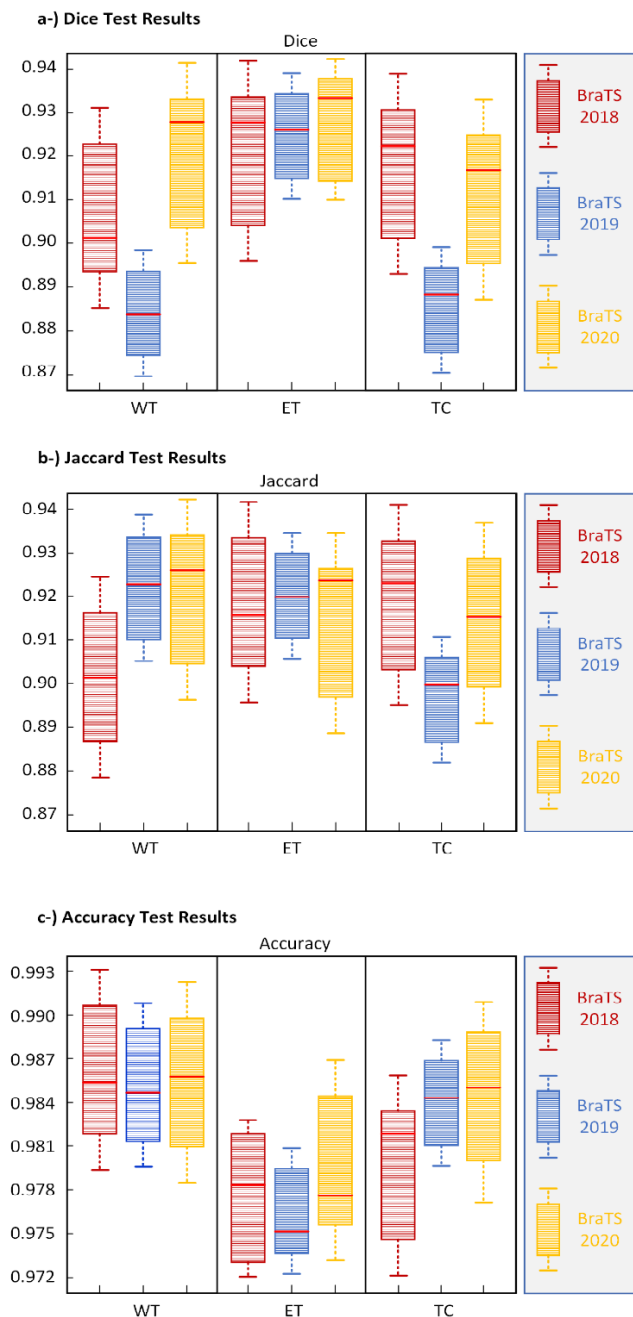 a-) Dice Test Results
Dice
0.94
0.93
0.92
0.91
0.90
0.89
0.88
0.87
WT
ET
TC
BraTS
2018
BraTS
2019
BraTS
2020
b-) Jaccard Test Results
Jaccard
0.94
0.93
0.92
0.91
0.90
0.89
0.88
0.87
WT
ET
TC
BraTS
2018
BraTS
2019
BraTS
2020
c-) Accuracy Test Results
Accuracy
0.993
0.990
0.987
0.984
0.981
0.978
0.975
0.972
WT
ET
TC
BraTS
2018
BraTS
2019
BraTS
2020